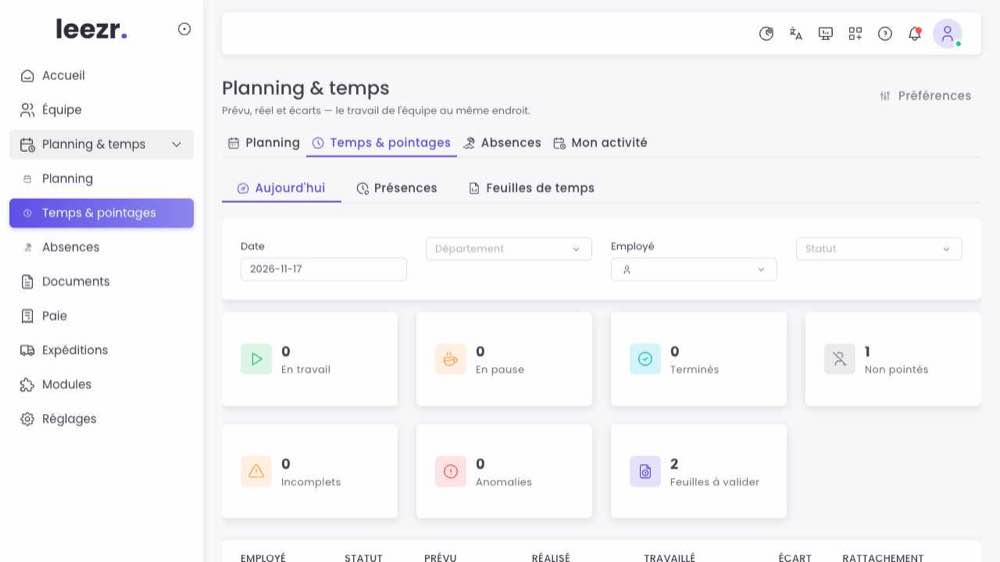 leezr.
Accueil
Équipe
Planning & temps
Planning
Temps & pointages
Absences
Documents
Paie
Expéditions
Modules
Réglages
Planning & temps
Prévu, réel et écarts — le travail de l'équipe au même endroit.
Préférences
Planning Temps & pointages Absences Mon activité
Aujourd'hui Présences Feuilles de temps
Date
Département
Employé
Statut
2026-11-17
0
En travail
0
En pause
0
Terminés
1
Non pointés
0
Incomplets
0
Anomalies
2
Feuilles à valider
EMPLOYÉ STATUT PRÉVU RÉALISÉ TRAVAILLÉ ÉCART RATTACHEMENT